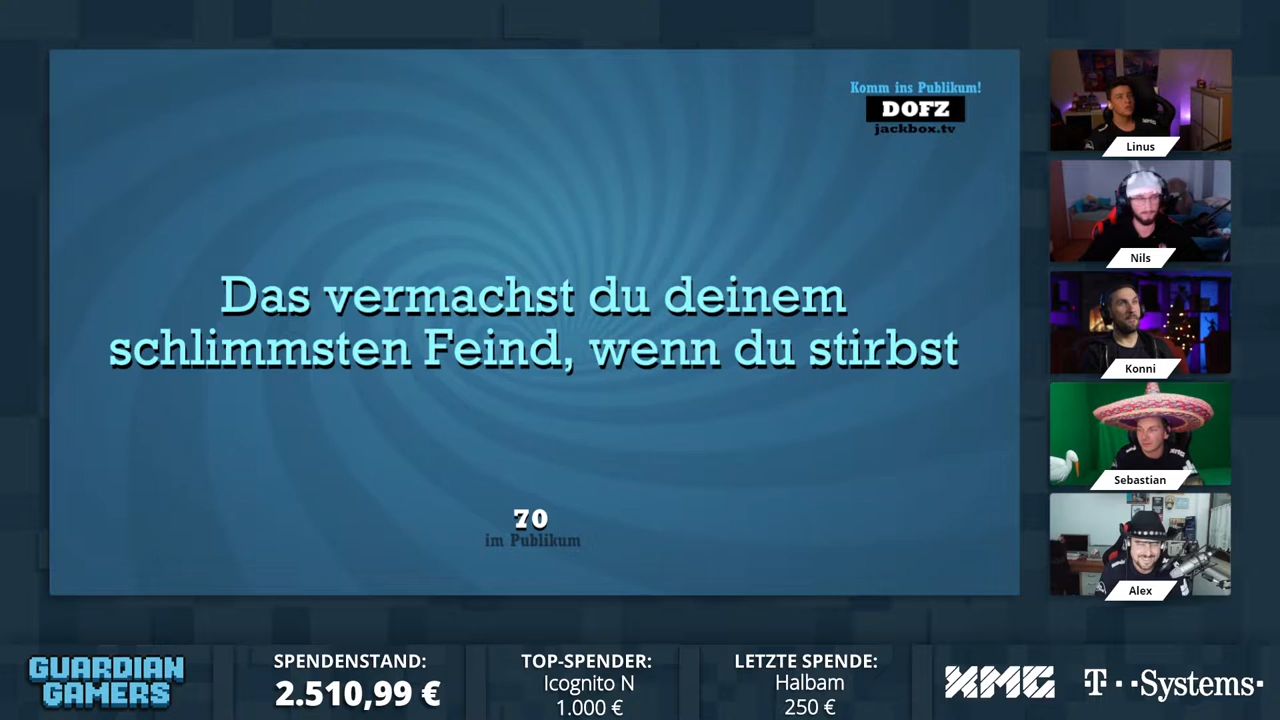 Komm ins Publikum!
DOFZ
jackbox.tv
Das vermachst du deinem
schlimmsten Feind, wenn du stirbst
70
im Publikum
Linus
Nils
Konni
Sebastian
Alex
GUARDIAN
GAMERS
SPENDENSTAND:
2.510,99 €
TOP-SPENDER:
Icognito N
1.000 €
LETZTE SPENDE:
Halbam
250 €
XMG
T··Systems·